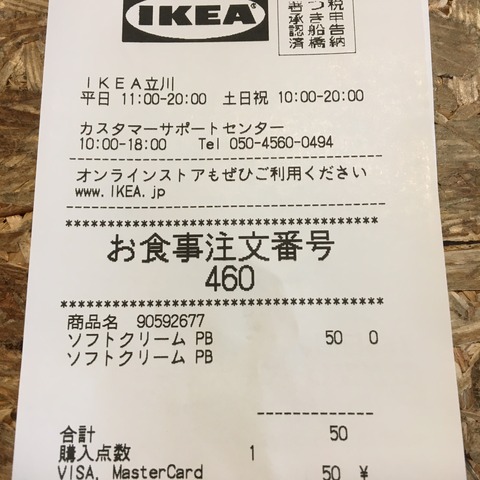 IKEA
税申告納
つき船橋
署承認済
IKEA立川
平日 11:00-20:00 土日祝 10:00-20:00
カスタマーサポートセンター
10:00-18:00 Tel 050-4560-0494
オンラインストアもぜひご利用ください
www.IKEA.jp
お食事注文番号
460
商品名 90592677
ソフトクリーム PB 50 0
ソフトクリーム PB
合計 50
購入点数 1
VISA, MasterCard 50 ¥